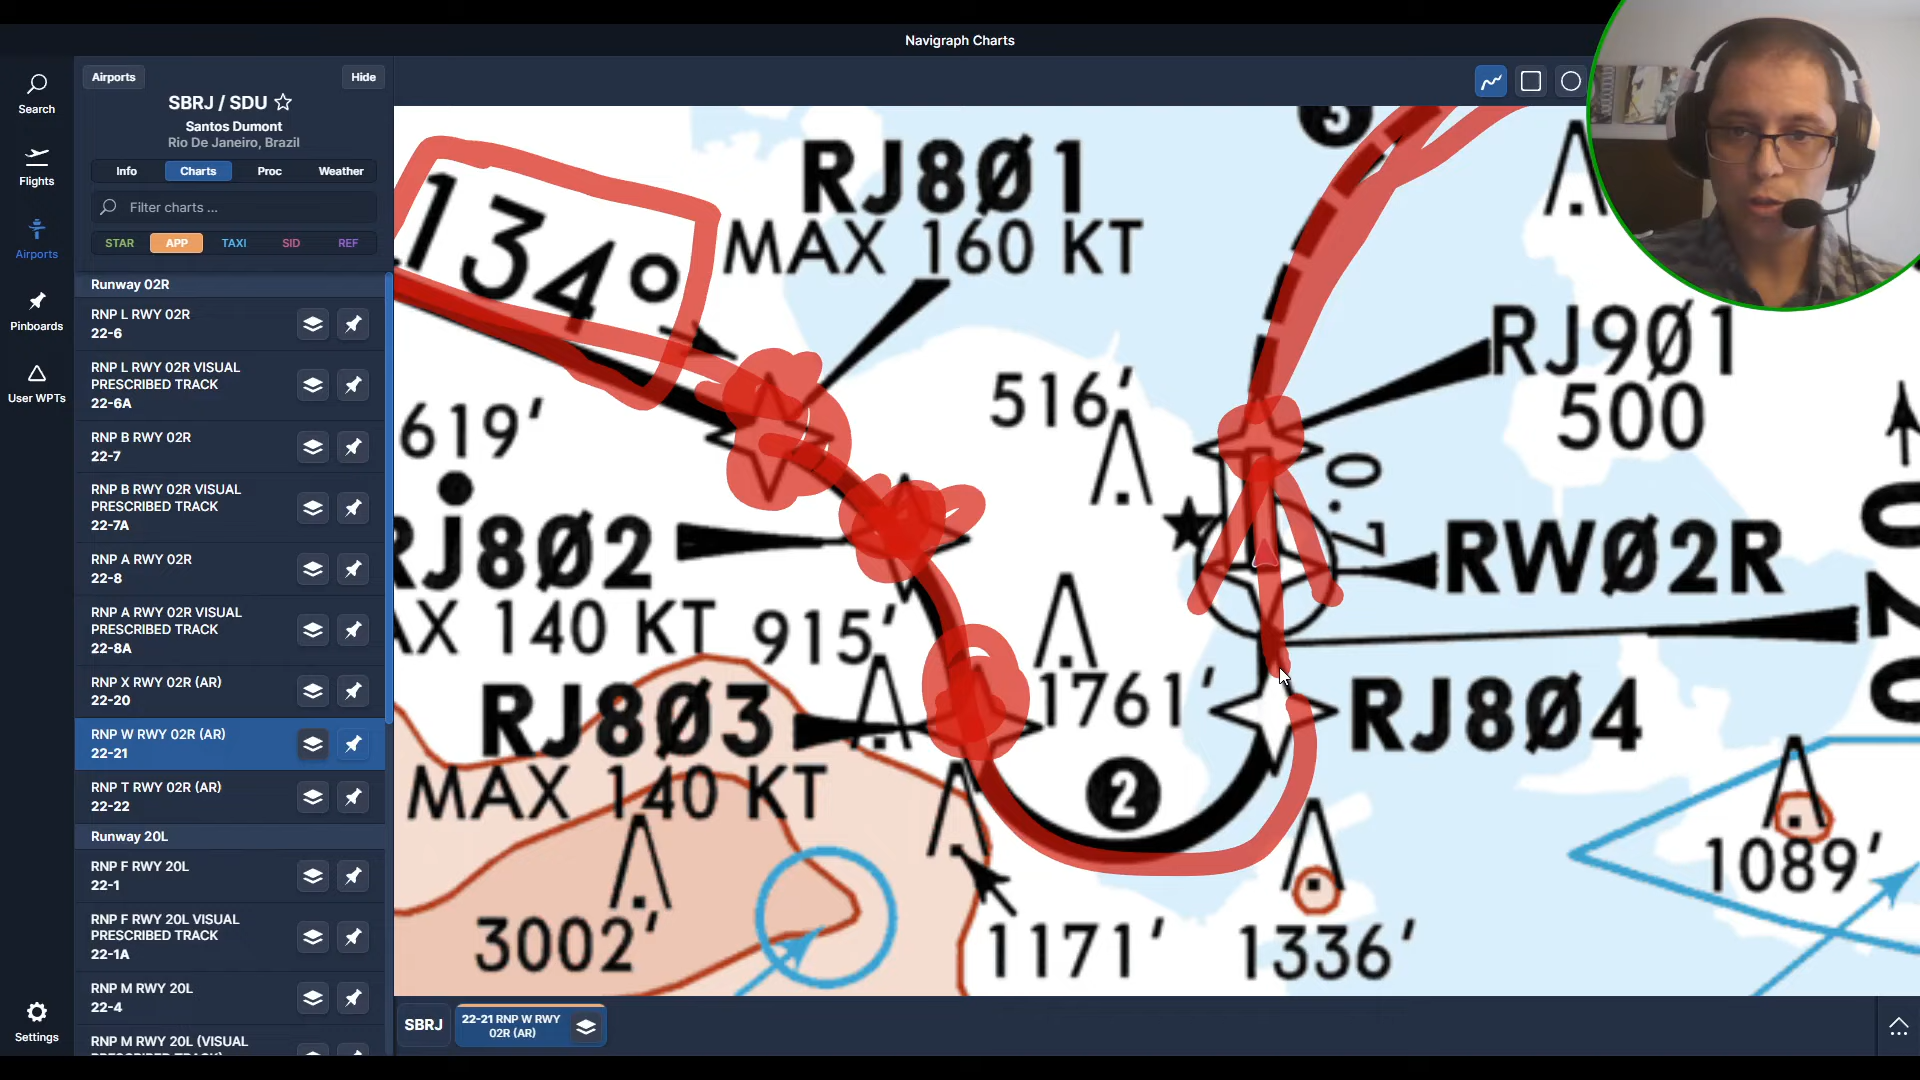 Navigraph Charts
Search
Flights
Airports
Pinboards
User WPTs
Settings
Airports
Hide
SBRJ / SDU
Santos Dumont
Rio De Janeiro, Brazil
Info
Charts
Proc
Weather
Filter charts ...
STAR
APP
TAXI
SID
REF
Runway 02R
RNP L RWY 02R
22-6
RNP L RWY 02R VISUAL
PRESCRIBED TRACK
22-6A
RNP B RWY 02R
22-7
RNP B RWY 02R VISUAL
PRESCRIBED TRACK
22-7A
RNP A RWY 02R
22-8
RNP A RWY 02R VISUAL
PRESCRIBED TRACK
22-8A
RNP X RWY 02R (AR)
22-20
RNP W RWY 02R (AR)
22-21
RNP T RWY 02R (AR)
22-22
Runway 20L
RNP F RWY 20L
22-1
RNP F RWY 20L VISUAL
PRESCRIBED TRACK
22-1A
RNP M RWY 20L
22-4
RNP M RWY 20L (VISUAL
134°
RJ8Ø1
MAX 160 KT
3
RJ9Ø1
500
516'
619'
0.7
RWØ2R
RJ8Ø2
AX 140 KT
915'
RJ8Ø3
MAX 140 KT
1761'
RJ8Ø4
2
1089'
3002'
1171'
1336'
020
SBRJ
22-21 RNP W RWY
02R (AR)